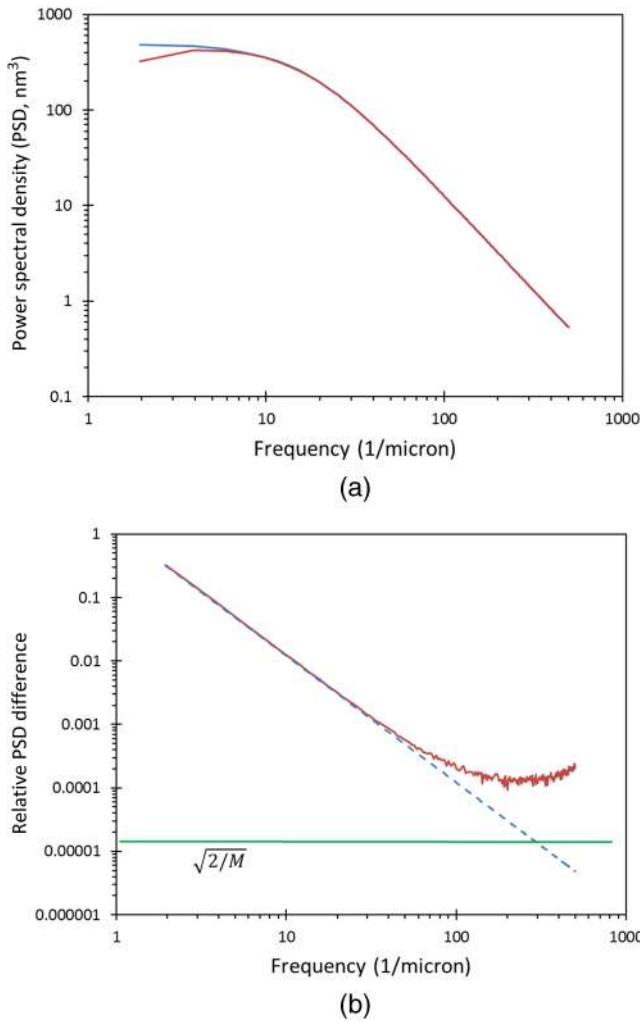 Power spectral density (PSD, nm³)
1000
100
10
1
0.1
1
10
100
1000
Frequency (1/micron)
(a)
Relative PSD difference
1
0.1
0.01
0.001
0.0001
0.00001
0.000001
√2/M
1
10
100
1000
Frequency (1/micron)
(b)